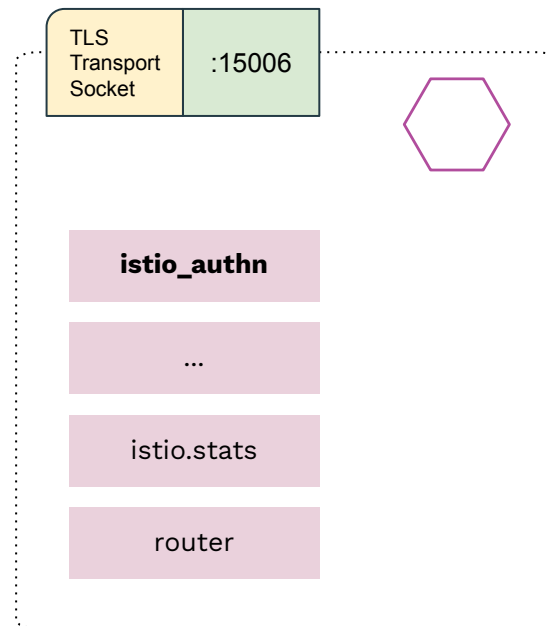 TLS
Transport
Socket
:15006
istio_authn
...
istio.stats
router